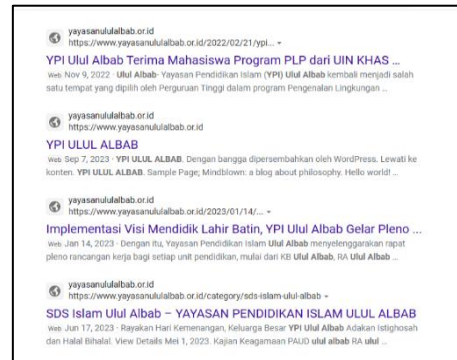 yayasanululalbab.or.id
https://www.yayasanululalbab.or.id/2022/02/21/ypi...
YPI Ulul Albab Terima Mahasiswa Program PLP dari UIN KHAS ...
Web Nov 9, 2022 · Ulul Albab- Yayasan Pendidikan Islam (YPI) Ulul Albab kembali menjadi salah
satu tempat yang dipilih oleh Perguruan Tinggi dalam program Pengenalan Lingkungan ...
yayasanululalbab.or.id
https://www.yayasanululalbab.or.id
YPI ULUL ALBAB
Web Sep 7, 2023 · YPI ULUL ALBAB. Dengan bangga dipersembahkan oleh WordPress. Lewati ke
konten. YPI ULUL ALBAB. Sample Page; Mindblown: a blog about philosophy. Hello world! ...
yayasanululalbab.or.id
https://www.yayasanululalbab.or.id/2023/01/14/...
Implementasi Visi Mendidik Lahir Batin, YPI Ulul Albab Gelar Pleno ...
Web Jan 14, 2023 · Dengan itu, Yayasan Pendidikan Islam Ulul Albab menyelenggarakan rapat
pleno rancangan kerja bagi setiap unit pendidikan, mulai dari KB Ulul Albab, RA Ulul Albab ...
yayasanululalbab.or.id
https://www.yayasanululalbab.or.id/category/sds-islam-ulul-albab
SDS Islam Ulul Albab – YAYASAN PENDIDIKAN ISLAM ULUL ALBAB
Web Jun 17, 2023 · Rayakan Hari Kemenangan, Keluarga Besar YPI Ulul Albab Adakan Istighosah
dan Halal Bihalal. View Details Mei 1, 2023. Kajian Keagamaan PAUD ulul albab RA ulul ...